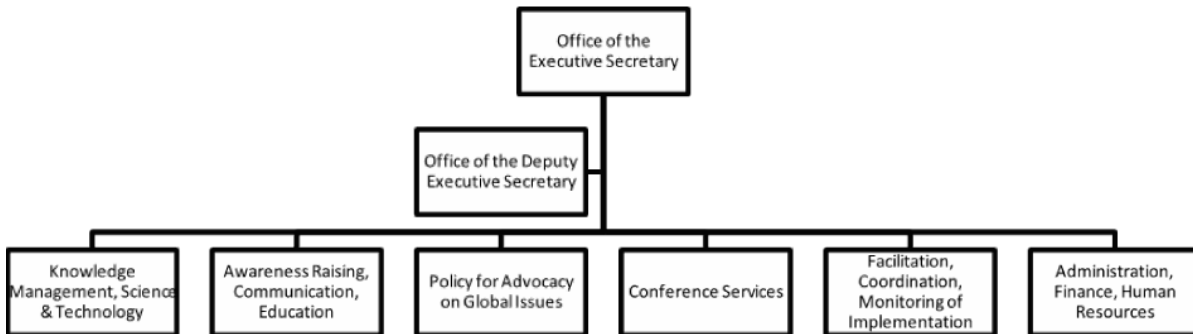 Office of the
Executive Secretary
Office of the Deputy
Executive Secretary
Knowledge
Management, Science
& Technology
Awareness Raising,
Communication,
Education
Policy for Advocacy
on Global Issues
Conference Services
Facilitation,
Coordination,
Monitoring of
Implementation
Administration,
Finance, Human
Resources